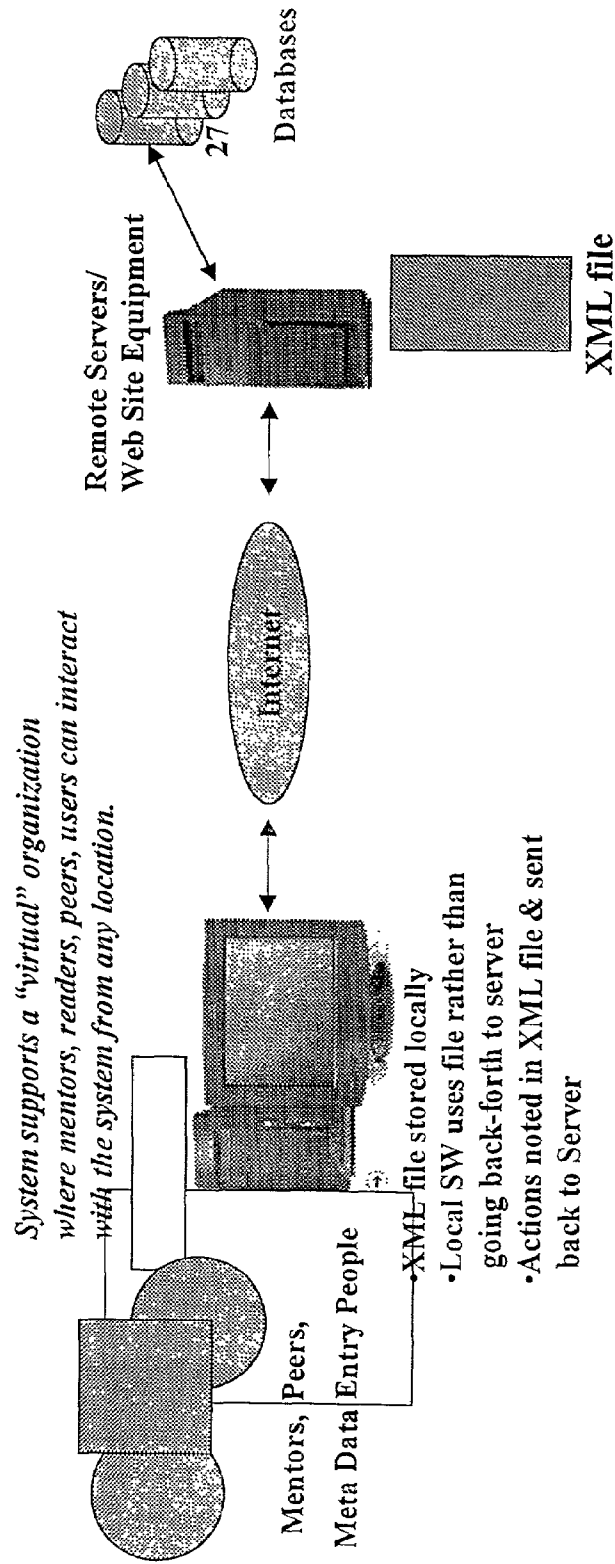 System supports a “virtual” organization
where mentors, readers, peers, users can interact
with the system from any location.
Mentors, Peers,
Meta Data Entry People
•XML file stored locally
•Local SW uses file rather than
going back-forth to server
•Actions noted in XML file & sent
back to Server
Internet
Remote Servers/
Web Site Equipment
XML file
27
Databases